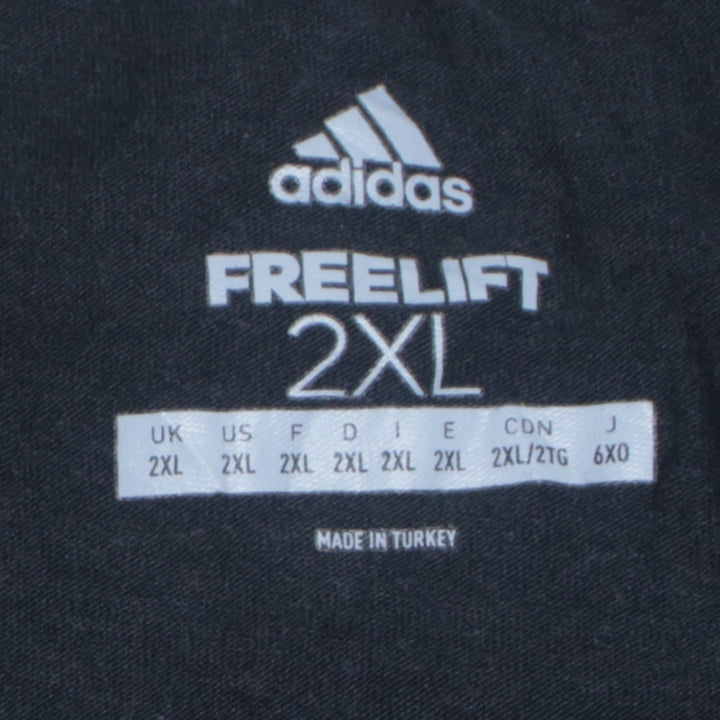 adidas
FREELIFT
2XL
UK US F D I E CDN J
2XL 2XL 2XL 2XL 2XL 2XL 2XL/2TG 6XO
MADE IN TURKEY